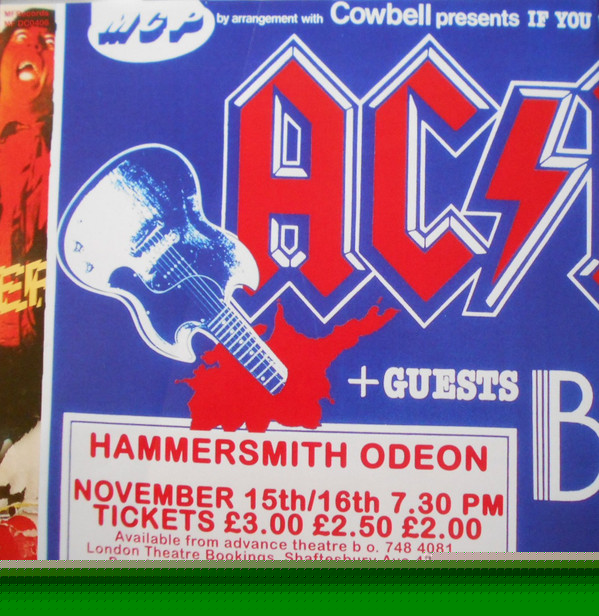 MCP by arrangement with Cowbell presents IF YOU
AC
+GUESTS
B
HAMMERSMITH ODEON
NOVEMBER 15th/16th 7.30 PM
TICKETS £3.00 £2.50 £2.00
Available from advance theatre b o. 748 4081
London Theatre Bookings, Shaftesbury Ave